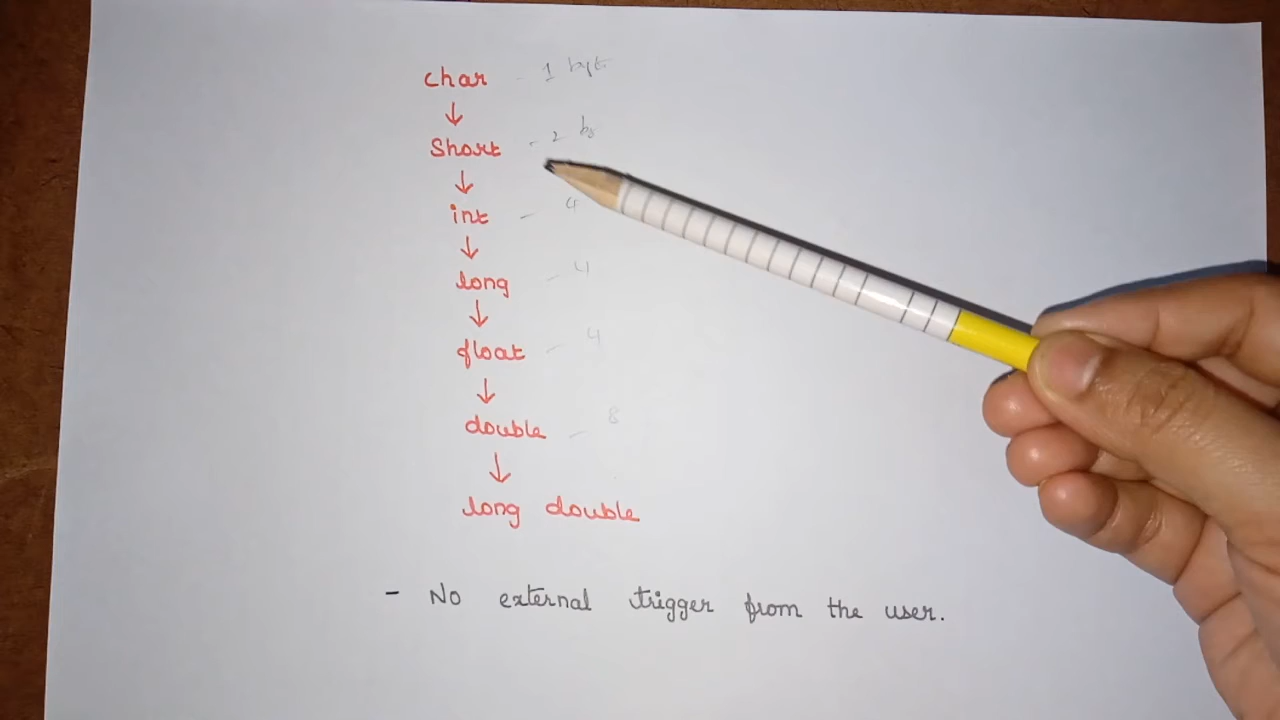 char - 1 byte
↓
Short - 2 b
↓
int - 4
↓
long - 4
↓
float - 4
↓
double - 8
↓
long double
- No external trigger from the user.